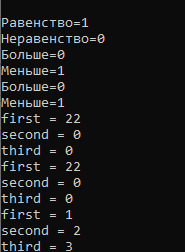 Равенство=1
Неравенство=0
Больше=0
Меньше=1
Больше=0
Меньше=1
first = 22
second = 0
third = 0
first = 22
second = 0
third = 0
first = 1
second = 2
third = 3